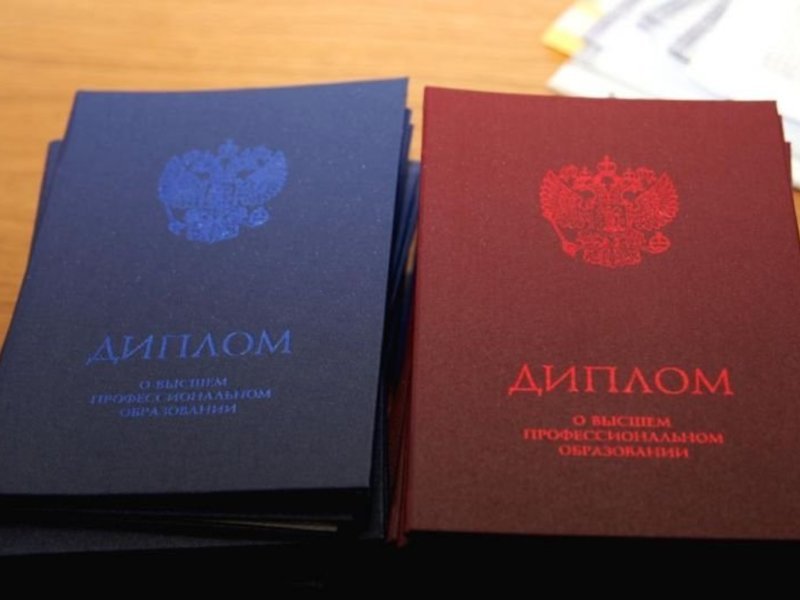 ДИПЛОМ
О ВЫСШЕМ
ПРОФЕССИОНАЛЬНОМ
ОБРАЗОВАНИИ
ДИПЛОМ
О ВЫСШЕМ
ПРОФЕССИОНАЛЬНОМ
ОБРАЗОВАНИИ